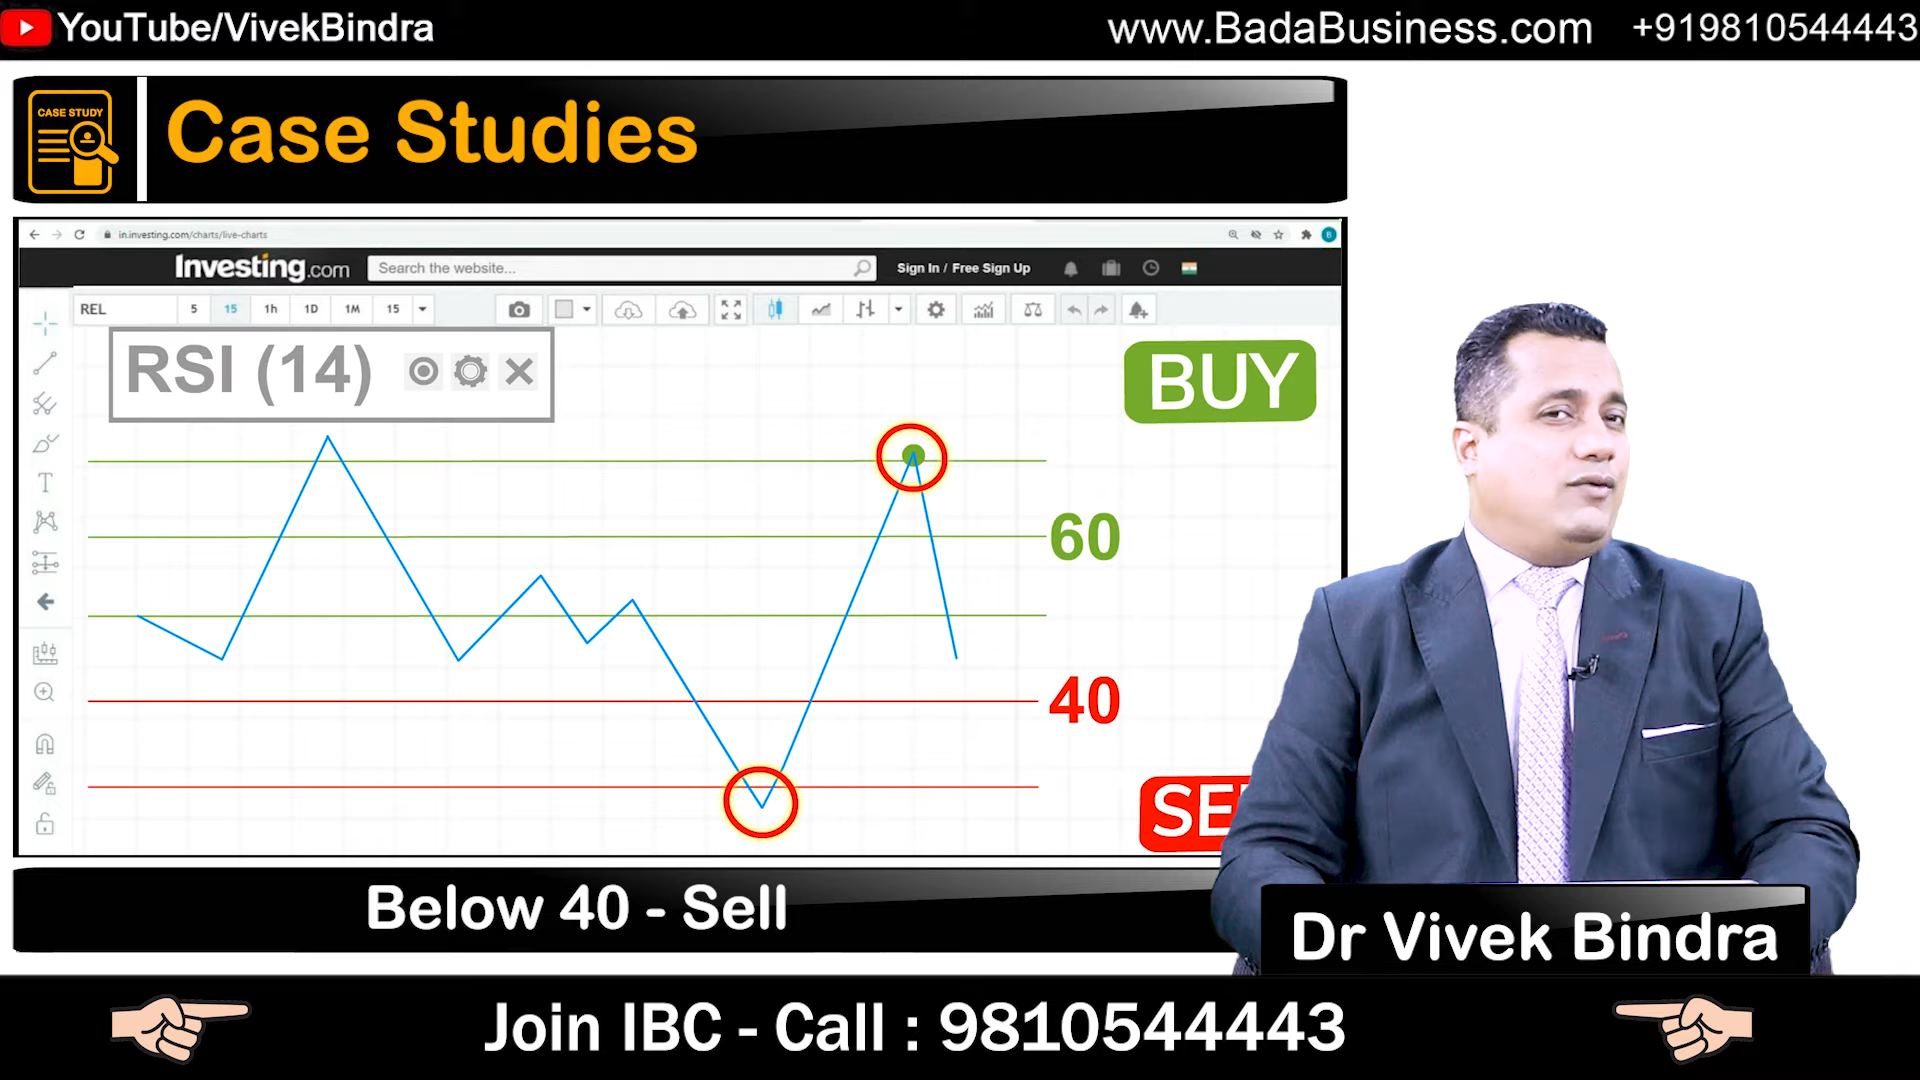 YouTube/VivekBindra
www.BadaBusiness.com +919810544443
CASE STUDY
Case Studies
in.investing.com/charts/live-charts
B
Investing.com
Search the website...
Sign In / Free Sign Up
REL 5 15 1h 1D 1M 15
RSI (14)
BUY
T
60
40
SE
Below 40 - Sell
Dr Vivek Bindra
Join IBC - Call : 9810544443